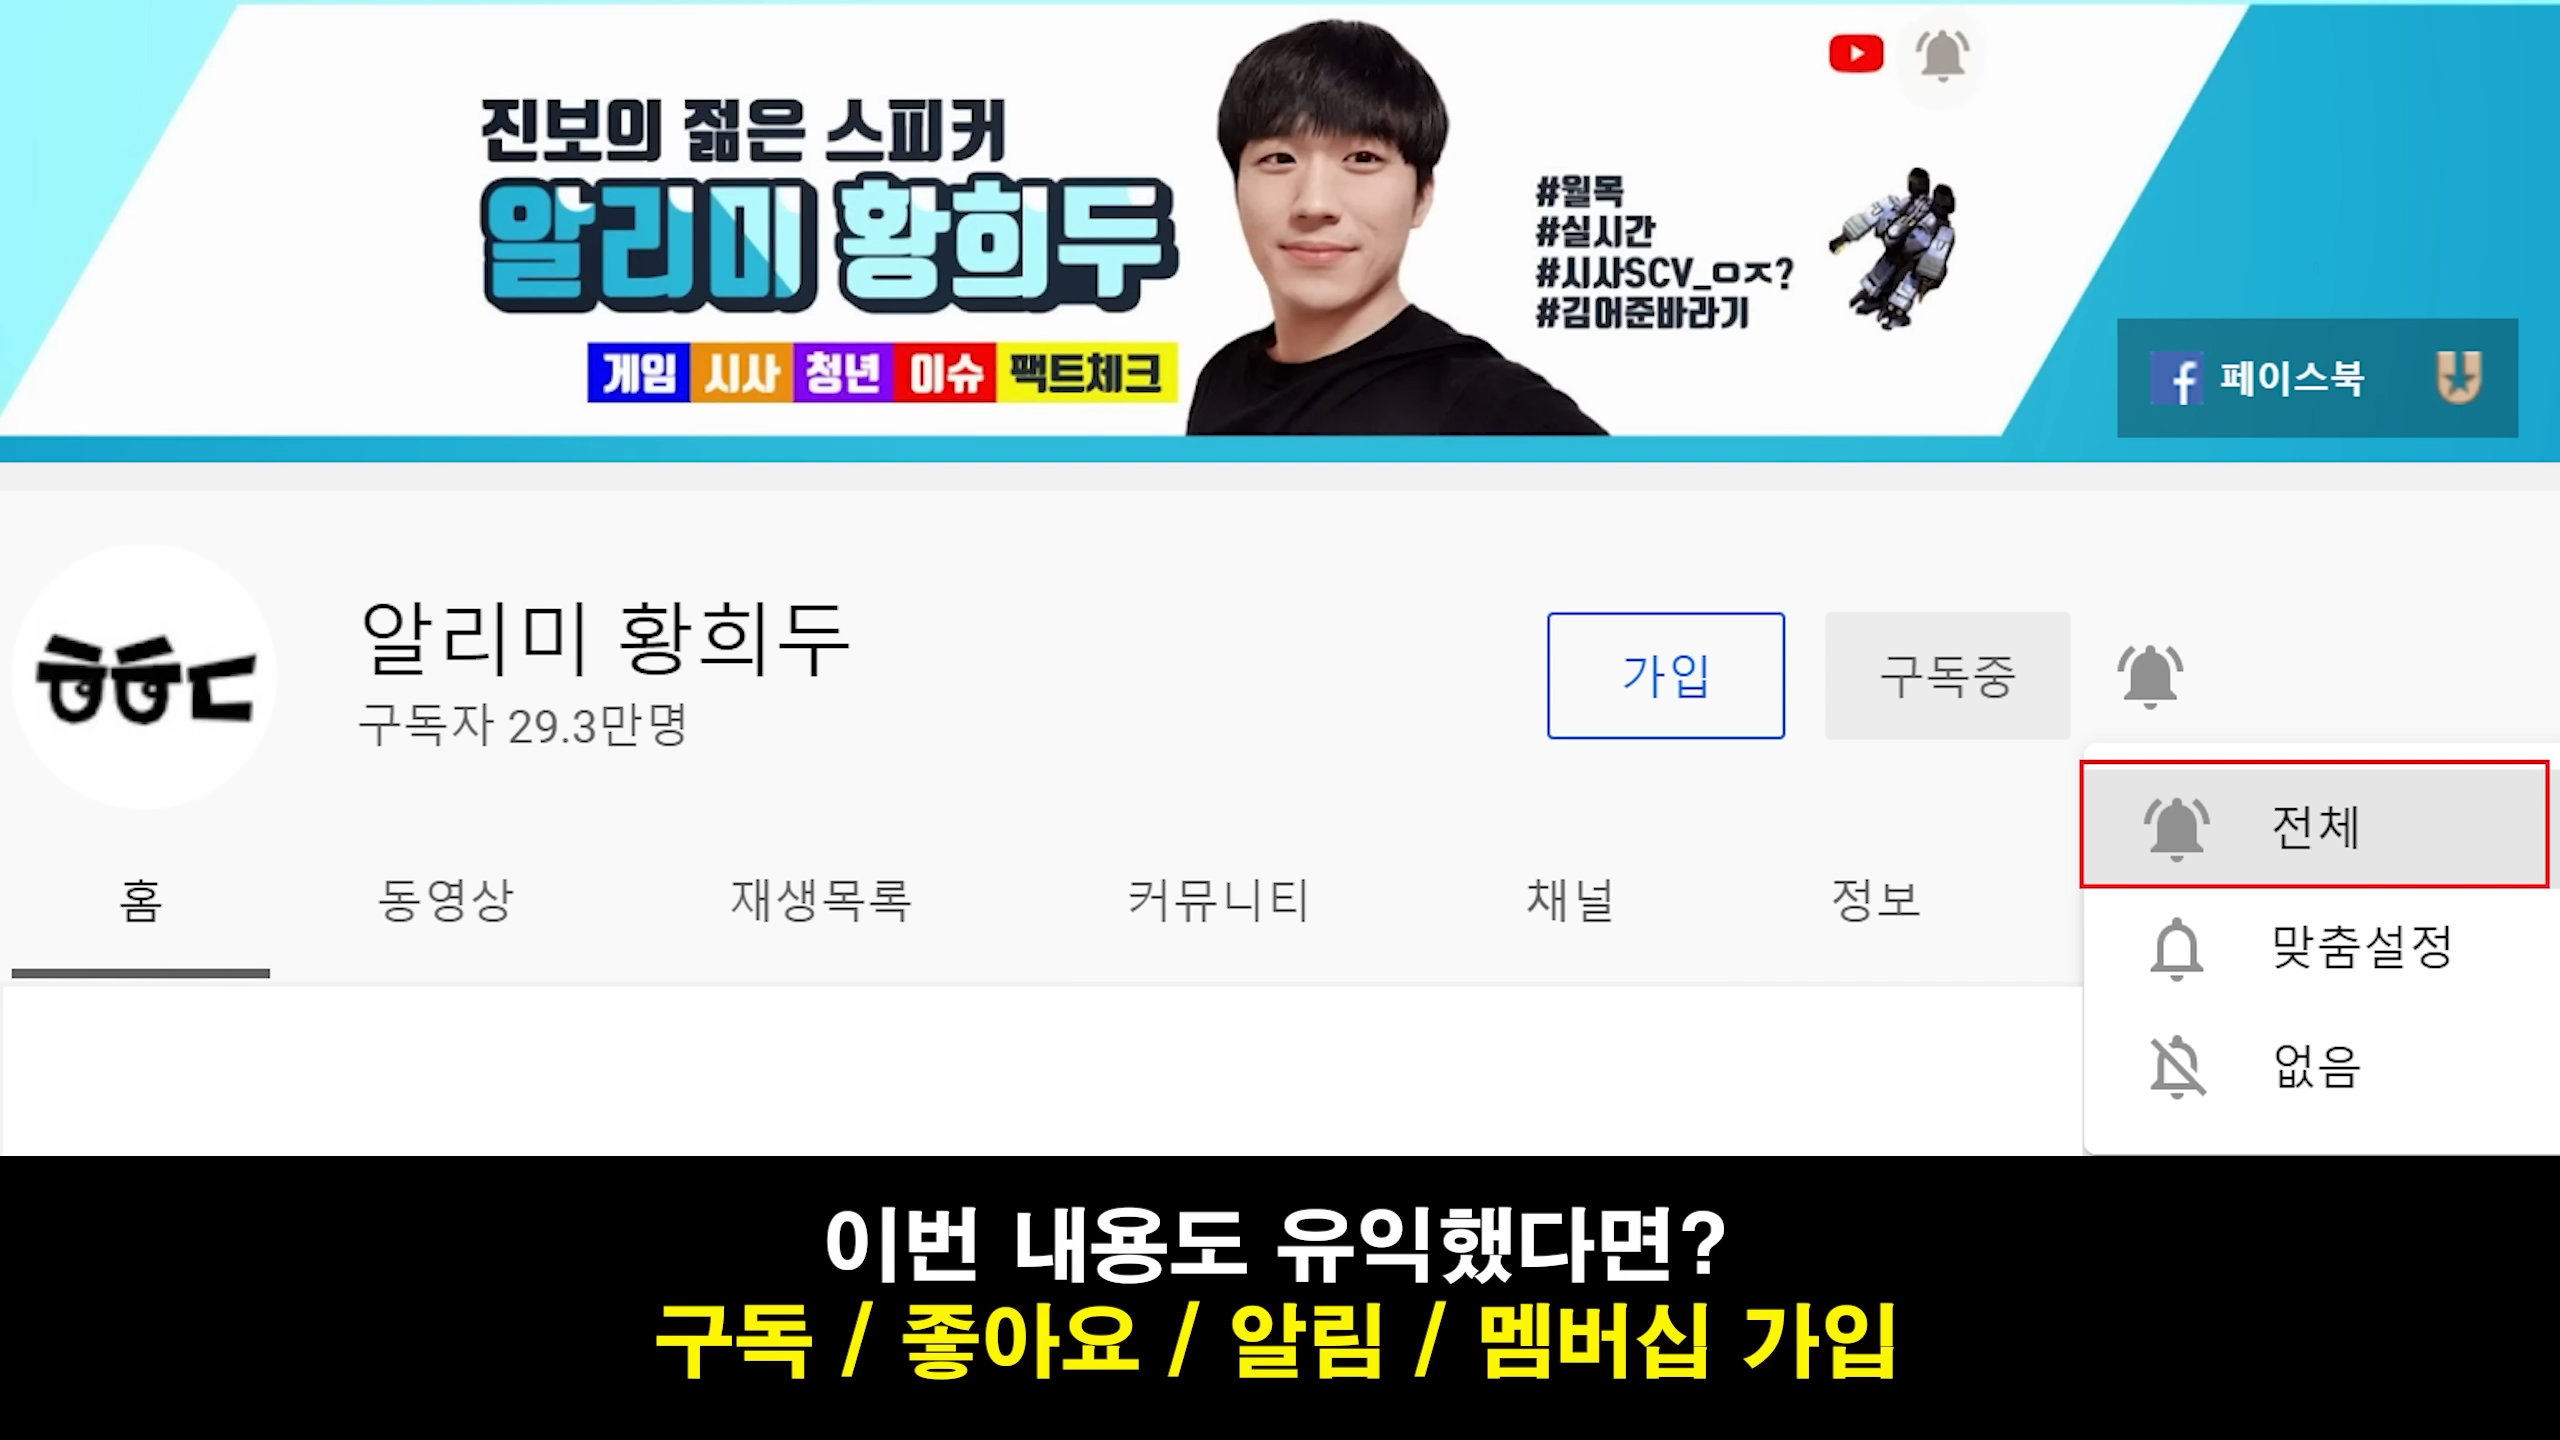 진보의 젊은 스피커
알리미 황희두
게임 시사 청년 이슈 팩트체크
#월목
#실시간
#시사SCV_ㅁㅈ?
#김어준바라기
f 페이스북
ㅎㅎㄷ
알리미 황희두
구독자 29.3만명
가입
구독중
홈
동영상
재생목록
커뮤니티
채널
정보
전체
맞춤설정
없음
이번 내용도 유익했다면?
구독 / 좋아요 / 알림 / 멤버십 가입